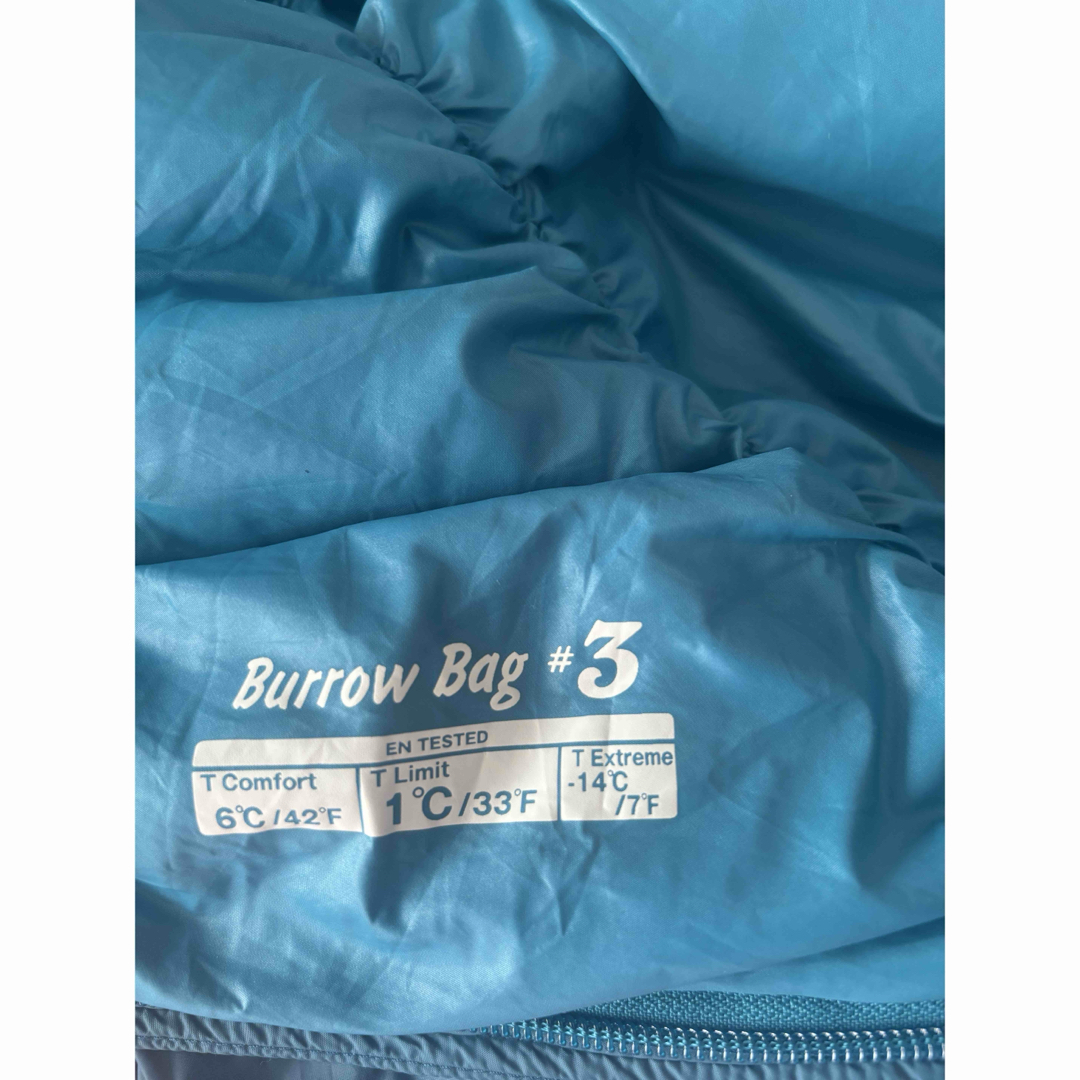 Burrow Bag #3
EN TESTED
T Comfort
6℃/42°F
T Limit
1℃/33°F
T Extreme
-14℃
/7°F